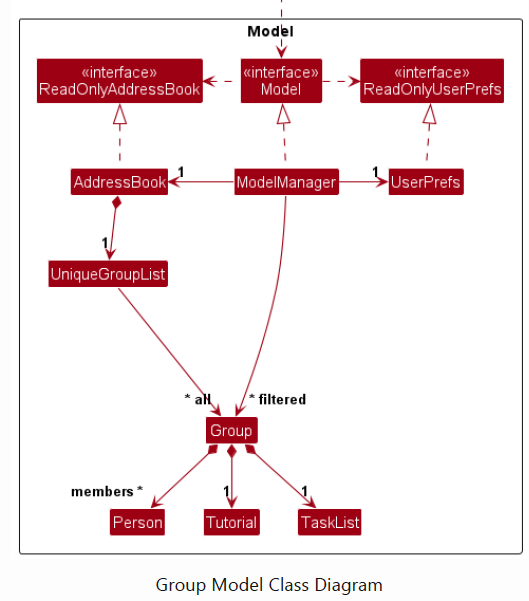 Model
«interface»
ReadOnlyAddressBook
«interface»
Model
«interface»
ReadOnlyUserPrefs
AddressBook
1
ModelManager
1
UserPrefs
1
UniqueGroupList
* all
* filtered
Group
members *
1
1
Person
Tutorial
TaskList
Group Model Class Diagram